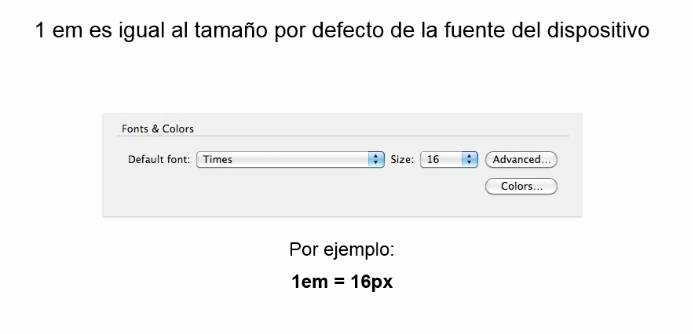 1 em es igual al tamaño por defecto de la fuente del dispositivo
Fonts & Colors
Default font: Times Size: 16 Advanced...
Colors...
Por ejemplo:
1em = 16px